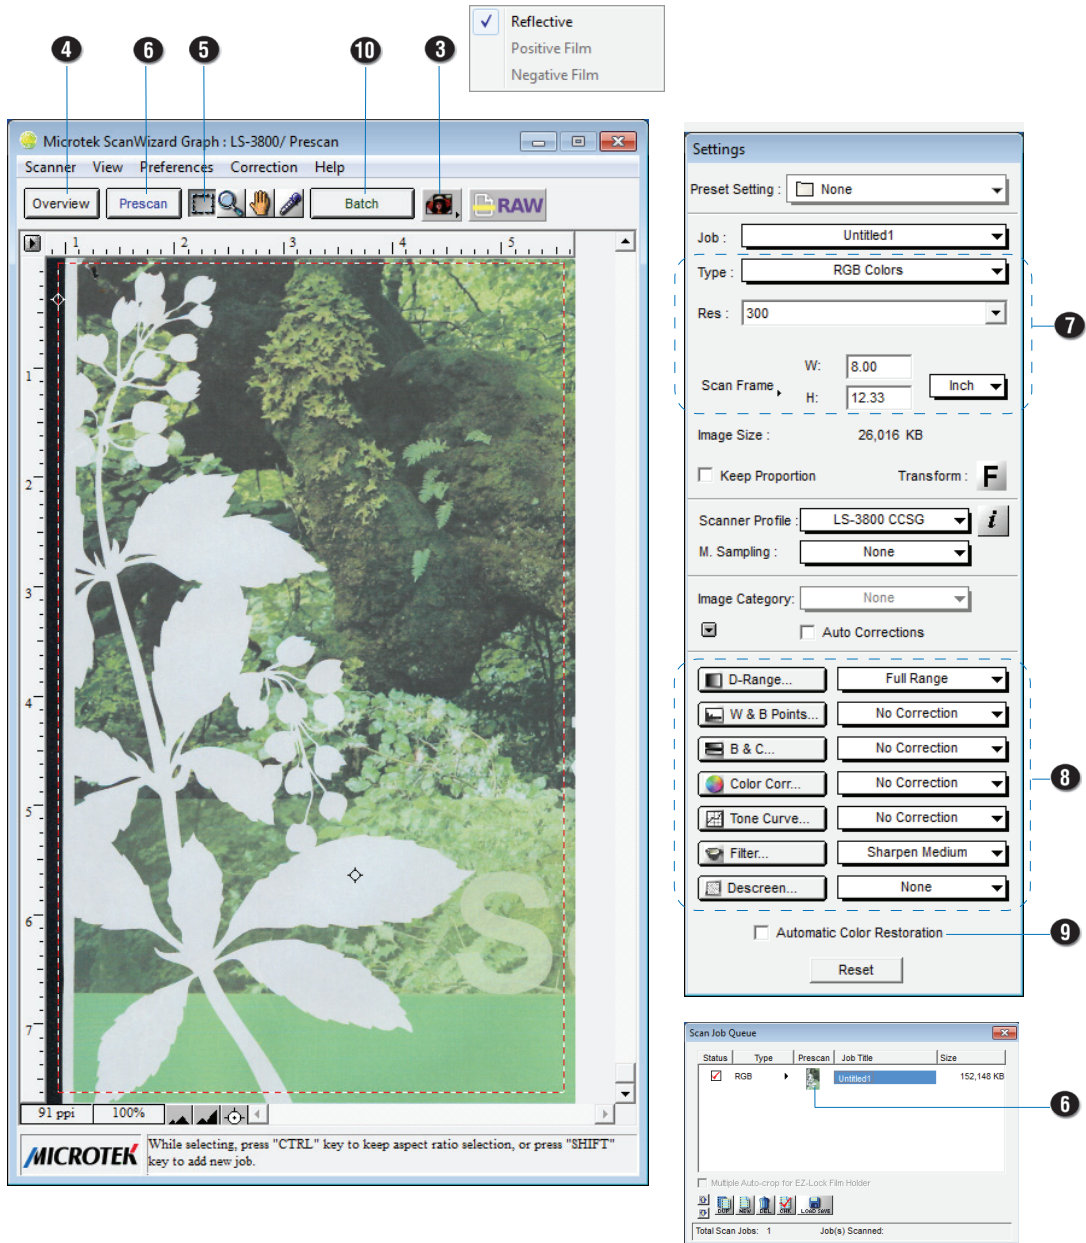 Reflective
Positive Film
Negative Film
4
6
5
10
3
Microtek ScanWizard Graph : LS-3800/ Prescan
Scanner View Preferences Correction Help
Overview Prescan Batch RAW
1 2 3 4 5
1
2
3
4
5
6
7
S
91 ppi 100%
MICROTEK
While selecting, press "CTRL" key to keep aspect ratio selection, or press "SHIFT"
key to add new job.
Settings
Preset Setting : None
Job : Untitled1
Type : RGB Colors
Res : 300
7
W: 8.00
Scan Frame Inch
H: 12.33
Image Size : 26,016 KB
Keep Proportion Transform : F
Scanner Profile : LS-3800 CCSG i
M. Sampling : None
Image Category: None
Auto Corrections
D-Range... Full Range
W & B Points... No Correction
B & C... No Correction
8
Color Corr... No Correction
Tone Curve... No Correction
Filter... Sharpen Medium
Descreen... None
Automatic Color Restoration
9
Reset
Scan Job Queue
Status Type Prescan Job Title Size
RGB Untitled1 152,148 KB
6
Multiple Auto-crop for EZ-Lock Film Holder
DUP NEW DEL CHK LOAD SAVE
Total Scan Jobs: 1 Job(s) Scanned: